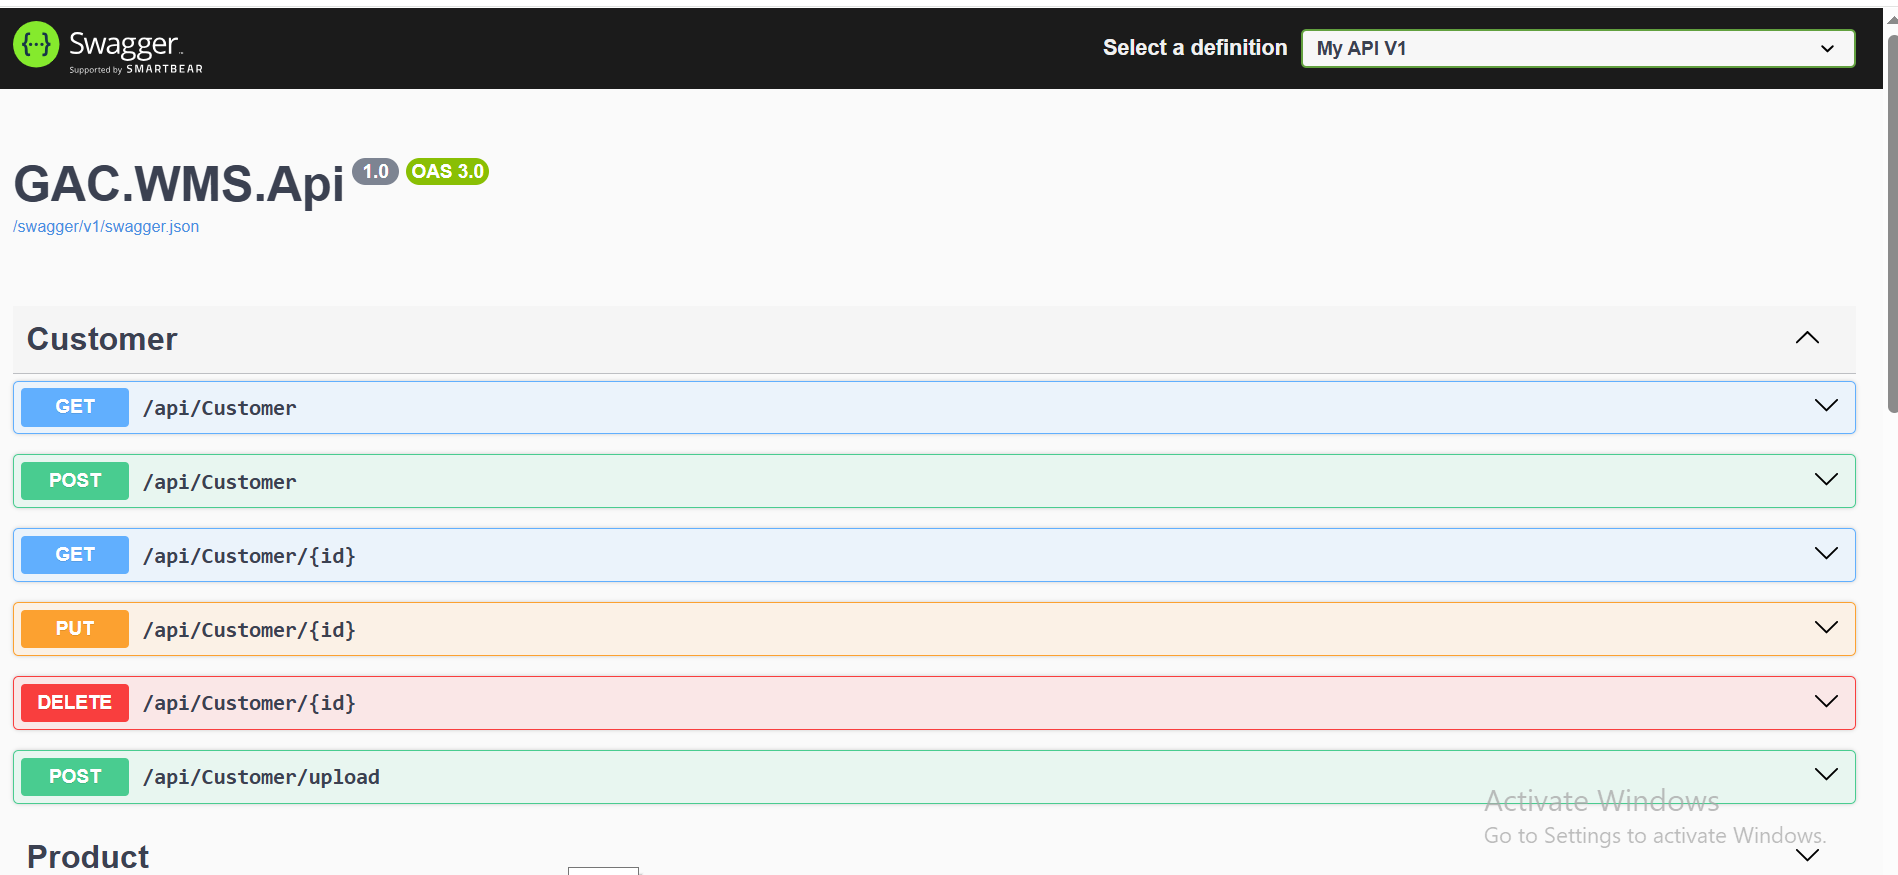 Swagger™
Supported by SMARTBEAR
Select a definition
My API V1
GAC.WMS.Api 1.0 OAS 3.0
/swagger/v1/swagger.json
Customer
GET /api/Customer
POST /api/Customer
GET /api/Customer/{id}
PUT /api/Customer/{id}
DELETE /api/Customer/{id}
POST /api/Customer/upload
Activate Windows
Go to Settings to activate Windows.
Product